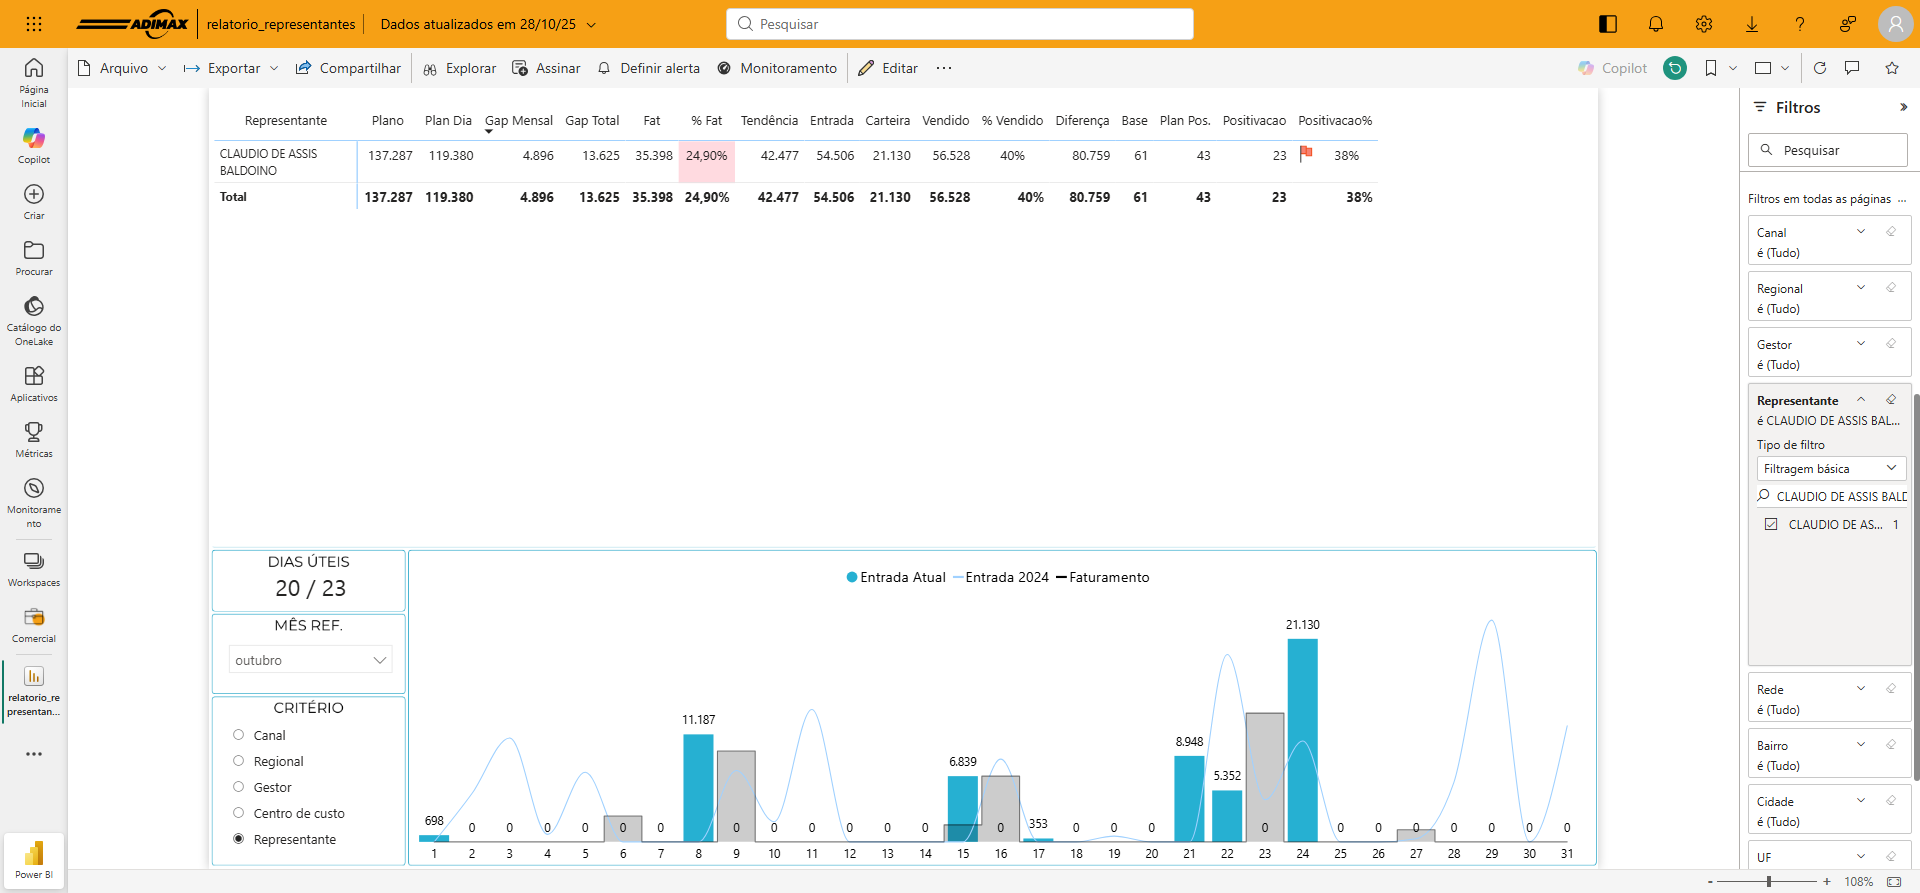 ADIMAX
relatorio_representantes
Dados atualizados em 28/10/25
Pesquisar
Arquivo
Exportar
Compartilhar
Explorar
Assinar
Definir alerta
Monitoramento
Editar
Copilot
Página
Inicial
Copilot
Criar
Procurar
Catálogo do
OneLake
Aplicativos
Métricas
Monitorame
nto
Workspaces
Comercial
relatorio_re
presentan...
Power BI
Representante Plano Plan Dia Gap Mensal Gap Total Fat % Fat Tendência Entrada Carteira Vendido % Vendido Diferença Base Plan Pos. Positivacao Positivacao%
CLAUDIO DE ASSIS
BALDOINO
137.287 119.380 4.896 13.625 35.398 24,90% 42.477 54.506 21.130 56.528 40% 80.759 61 43 23 38%
Total 137.287 119.380 4.896 13.625 35.398 24,90% 42.477 54.506 21.130 56.528 40% 80.759 61 43 23 38%
DIAS ÚTEIS
20 / 23
MÊS REF.
outubro
CRITÉRIO
Canal
Regional
Gestor
Centro de custo
Representante
Entrada Atual Entrada 2024 Faturamento
698 0 0 0 0 0 0 11.187 0 0 0 0 0 0 6.839 0 353 0 0 0 8.948 5.352 0 21.130 0 0 0 0 0 0 0
1 2 3 4 5 6 7 8 9 10 11 12 13 14 15 16 17 18 19 20 21 22 23 24 25 26 27 28 29 30 31
Filtros
Pesquisar
Filtros em todas as páginas ...
Canal
é (Tudo)
Regional
é (Tudo)
Gestor
é (Tudo)
Representante
é CLAUDIO DE ASSIS BAL...
Tipo de filtro
Filtragem básica
CLAUDIO DE ASSIS BALD
CLAUDIO DE AS... 1
Rede
é (Tudo)
Bairro
é (Tudo)
Cidade
é (Tudo)
UF
- + 108%